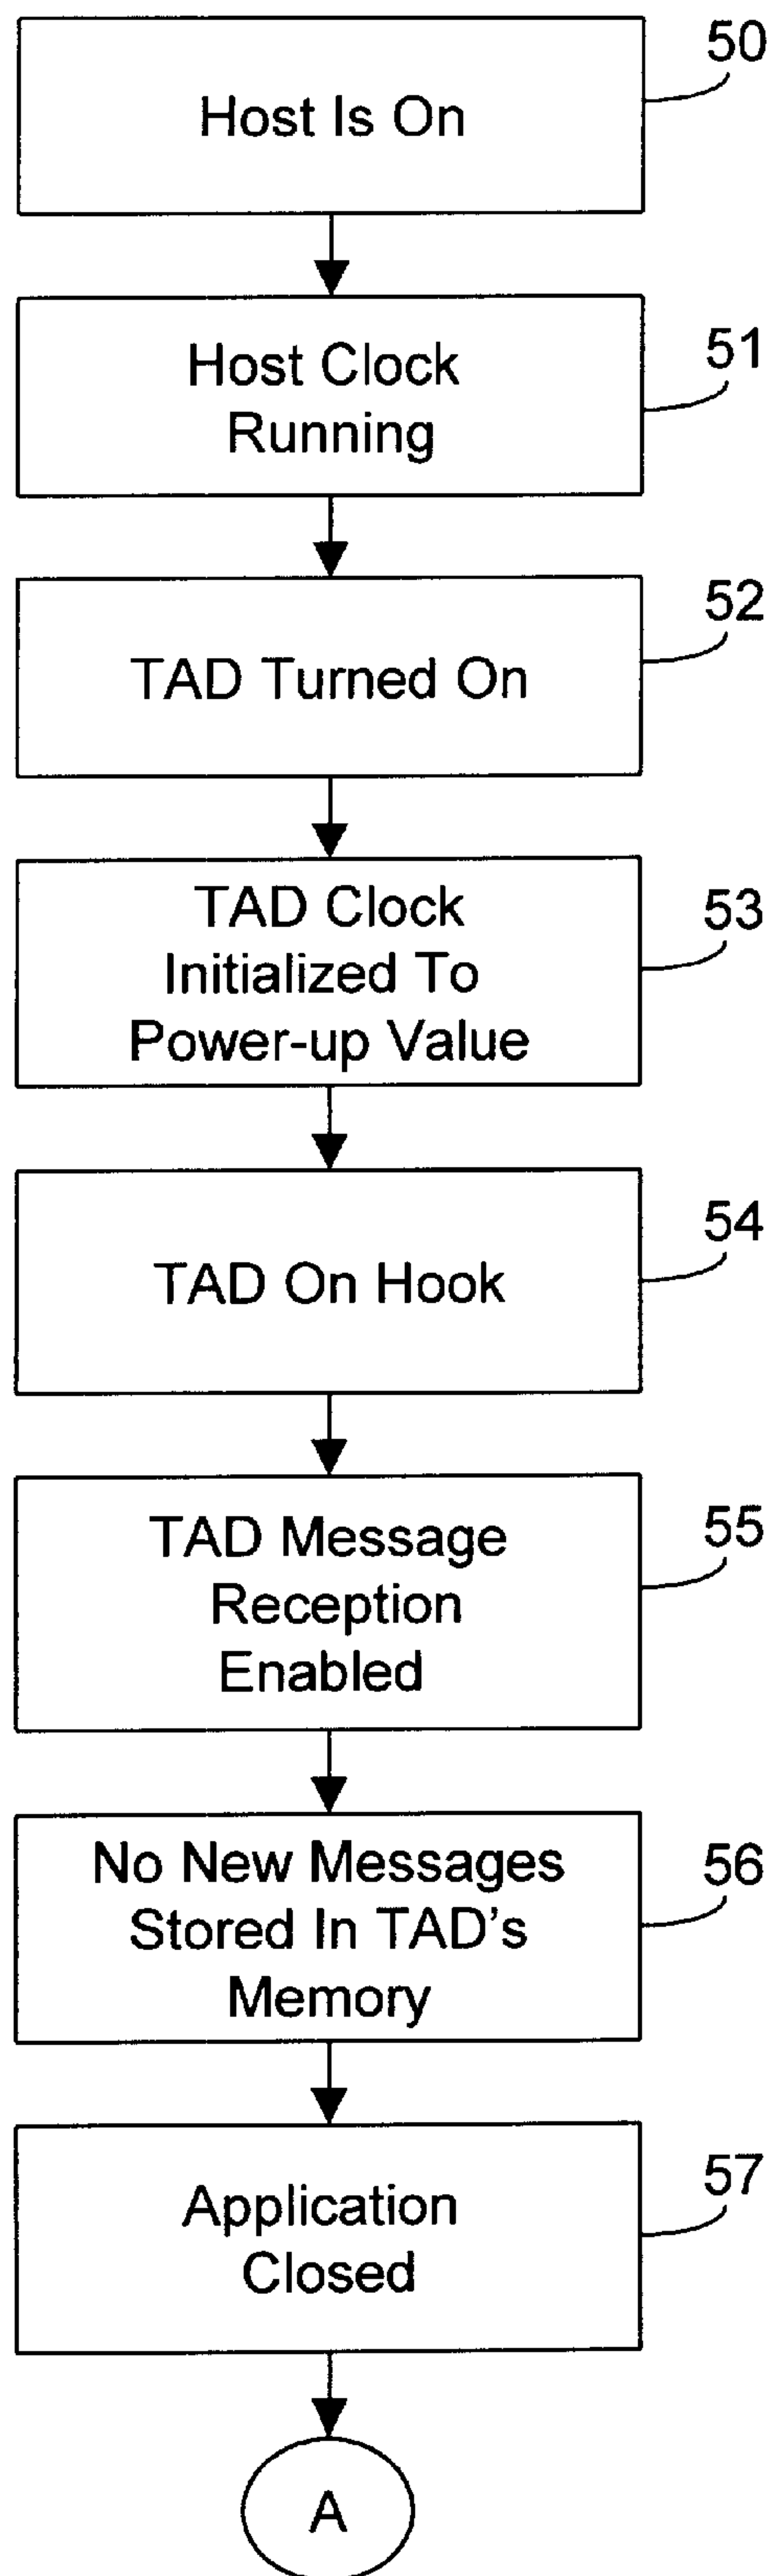 50
Host Is On
51
Host Clock
Running
52
TAD Turned On
53
TAD Clock
Initialized To
Power-up Value
54
TAD On Hook
55
TAD Message
Reception
Enabled
56
No New Messages
Stored In TAD's
Memory
57
Application
Closed
A